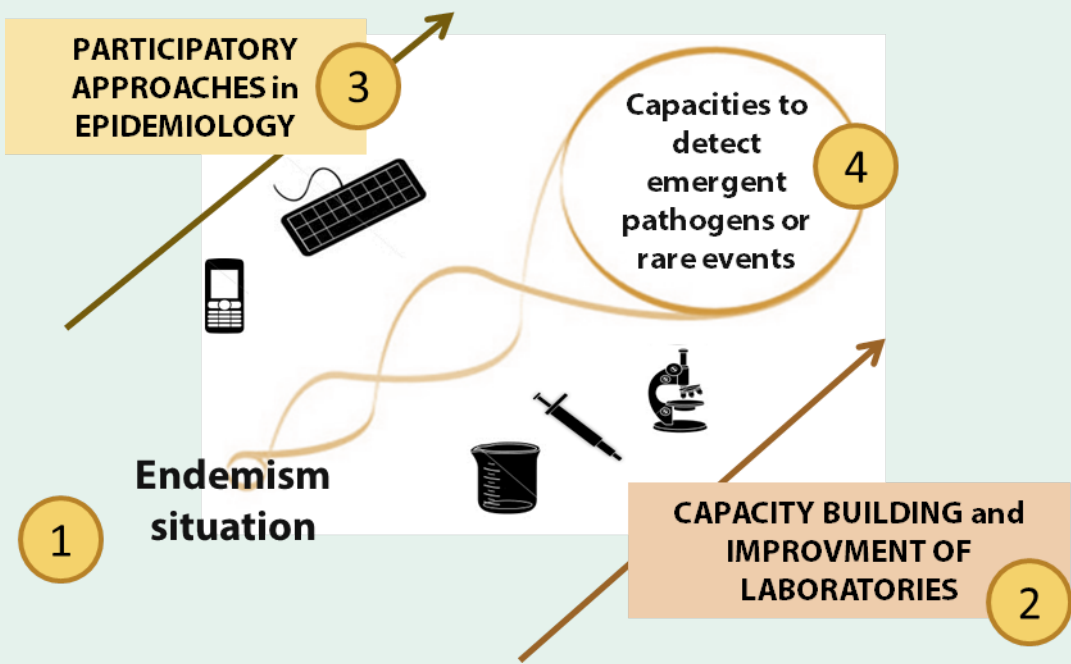 PARTICIPATORY
APPROACHES in
EPIDEMIOLOGY
3
Capacities to
detect
emergent
pathogens or
rare events
4
Endemism
situation
1
CAPACITY BUILDING and
IMPROVMENT OF
LABORATORIES
2